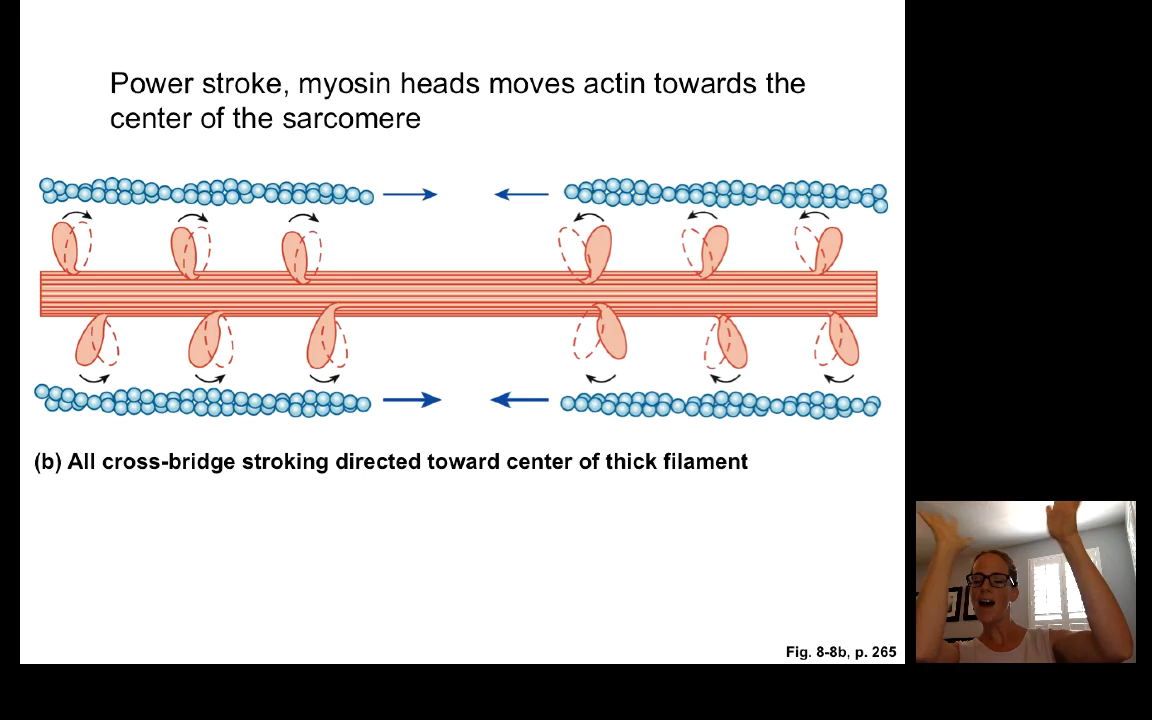 Power stroke, myosin heads moves actin towards the
center of the sarcomere
(b) All cross-bridge stroking directed toward center of thick filament
Fig. 8-8b, p. 265